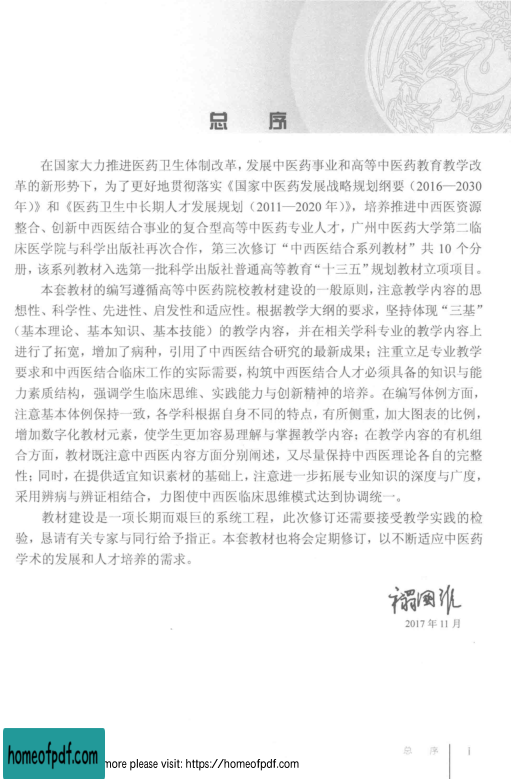 总 序
在国家大力推进医药卫生体制改革，发展中医药事业和高等中医药教育教学改
革的新形势下，为了更好地贯彻落实《国家中医药发展战略规划纲要（2016—2030
年）》和《医药卫生中长期人才发展规划（2011—2020 年）》，培养推进中西医资源
整合、创新中西医结合事业的复合型高等中医药专业人才，广州中医药大学第二临
床医学院与科学出版社再次合作，第三次修订“中西医结合系列教材”共 10 个分
册，该系列教材入选第一批科学出版社普通高等教育“十三五”规划教材立项项目。
本套教材的编写遵循高等中医药院校教材建设的一般原则，注意教学内容的思
想性、科学性、先进性、启发性和适应性。根据教学大纲的要求，坚持体现“三基”
（基本理论、基本知识、基本技能）的教学内容，并在相关学科专业的教学内容上
进行了拓宽，增加了病种，引用了中西医结合研究的最新成果；注重立足专业教学
要求和中西医结合临床工作的实际需要，构筑中西医结合人才必须具备的知识与能
力素质结构，强调学生临床思维、实践能力与创新精神的培养。在编写体例方面，
注意基本体例保持一致，各学科根据自身不同的特点，有所侧重，加大图表的比例，
增加数字化教材元素，使学生更加容易理解与掌握教学内容；在教学内容的有机组
合方面，教材既注意中西医内容方面分别阐述，又尽量保持中西医理论各自的完整
性；同时，在提供适宜知识素材的基础上，注意进一步拓展专业知识的深度与广度，
采用辨病与辨证相结合，力图使中西医临床思维模式达到协调统一。
教材建设是一项长期而艰巨的系统工程，此次修订还需要接受教学实践的检
验，恳请有关专家与同行给予指正。本套教材也将会定期修订，以不断适应中医药
学术的发展和人才培养的需求。
禤国维
2017 年 11 月
总 序 i
homeofpdf.com more please visit: https://homeofpdf.com